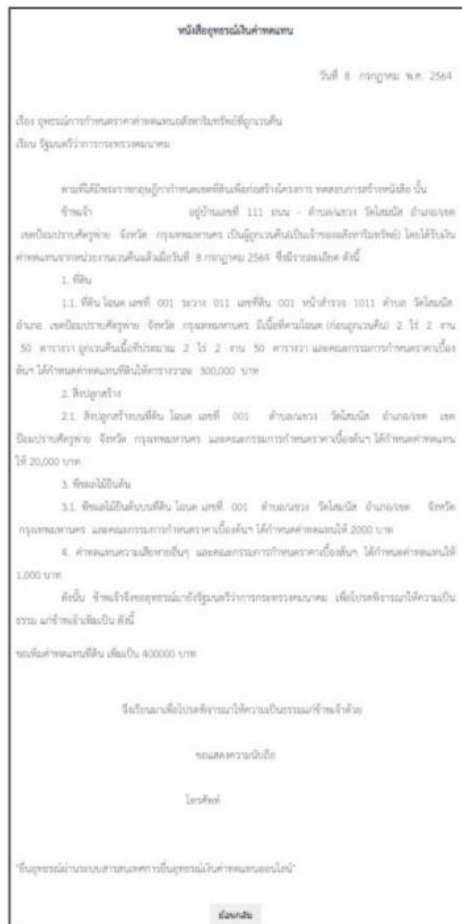 หนังสืออุทธรณ์เงินค่าทดแทน
วันที่ 8 กรกฎาคม พ.ศ. 2564
เรื่อง อุทธรณ์การกำหนดราคาค่าทดแทนอสังหาริมทรัพย์ที่ถูกเวนคืน
เรียน รัฐมนตรีว่าการกระทรวงคมนาคม
ตามที่ได้มีพระราชกฤษฎีกากำหนดเขตที่ดินเพื่อก่อสร้างโครงการ ทดสอบการสร้างหนังสือ นั้น
ข้าพเจ้า อยู่บ้านเลขที่ 111 ถนน - ตำบล/แขวง วัดโสมนัส อำเภอ/เขต
เขตป้อมปราบศัตรูพ่าย จังหวัด กรุงเทพมหานคร เป็นผู้ถูกเวนคืน(เป็นเจ้าของอสังหาริมทรัพย์) โดยได้รับเงิน
ค่าทดแทนจากหน่วยงานเวนคืนแล้วเมื่อวันที่ 8 กรกฎาคม 2564 ซึ่งมีรายละเอียด ดังนี้
1. ที่ดิน
1.1. ที่ดิน โฉนด เลขที่ 001 ระวาง 011 เลขที่ดิน 001 หน้าสำรวจ 1011 ตำบล วัดโสมนัส
อำเภอ เขตป้อมปราบศัตรูพ่าย จังหวัด กรุงเทพมหานคร มีเนื้อที่ตามโฉนด (ก่อนถูกเวนคืน) 2 ไร่ 2 งาน
50 ตารางวา ถูกเวนคืนเนื้อที่ประมาณ 2 ไร่ 2 งาน 50 ตารางวา และคณะกรรมการกำหนดราคาเบื้อง
ต้นฯ ได้กำหนดค่าทดแทนที่ดินให้ตารางวาละ 300,000 บาท
2. สิ่งปลูกสร้าง
2.1. สิ่งปลูกสร้างบนที่ดิน โฉนด เลขที่ 001 ตำบล/แขวง วัดโสมนัส อำเภอ/เขต เขต
ป้อมปราบศัตรูพ่าย จังหวัด กรุงเทพมหานคร และคณะกรรมการกำหนดราคาเบื้องต้นฯ ได้กำหนดค่าทดแทน
ให้ 20,000 บาท
3. พืชผลไม้ยืนต้น
3.1. พืชผลไม้ยืนต้นบนที่ดิน โฉนด เลขที่ 001 ตำบล/แขวง วัดโสมนัส อำเภอ/เขต จังหวัด
กรุงเทพมหานคร และคณะกรรมการกำหนดราคาเบื้องต้นฯ ได้กำหนดค่าทดแทนให้ 2000 บาท
4. ค่าทดแทนความเสียหายอื่นๆ และคณะกรรมการกำหนดราคาเบื้องต้นฯ ได้กำหนดค่าทดแทนให้
1,000 บาท
ดังนั้น ข้าพเจ้าจึงขออุทธรณ์มายังรัฐมนตรีว่าการกระทรวงคมนาคม เพื่อโปรดพิจารณาให้ความเป็น
ธรรม แก่ข้าพเจ้าเพิ่มเป็น ดังนี้
ขอเพิ่มค่าทดแทนที่ดิน เพิ่มเป็น 400000 บาท
จึงเรียนมาเพื่อโปรดพิจารณาให้ความเป็นธรรมแก่ข้าพเจ้าด้วย
ขอแสดงความนับถือ
โทรศัพท์
"ยื่นอุทธรณ์ผ่านระบบสารสนเทศการยื่นอุทธรณ์เงินค่าทดแทนออนไลน์"
ย้อนกลับ